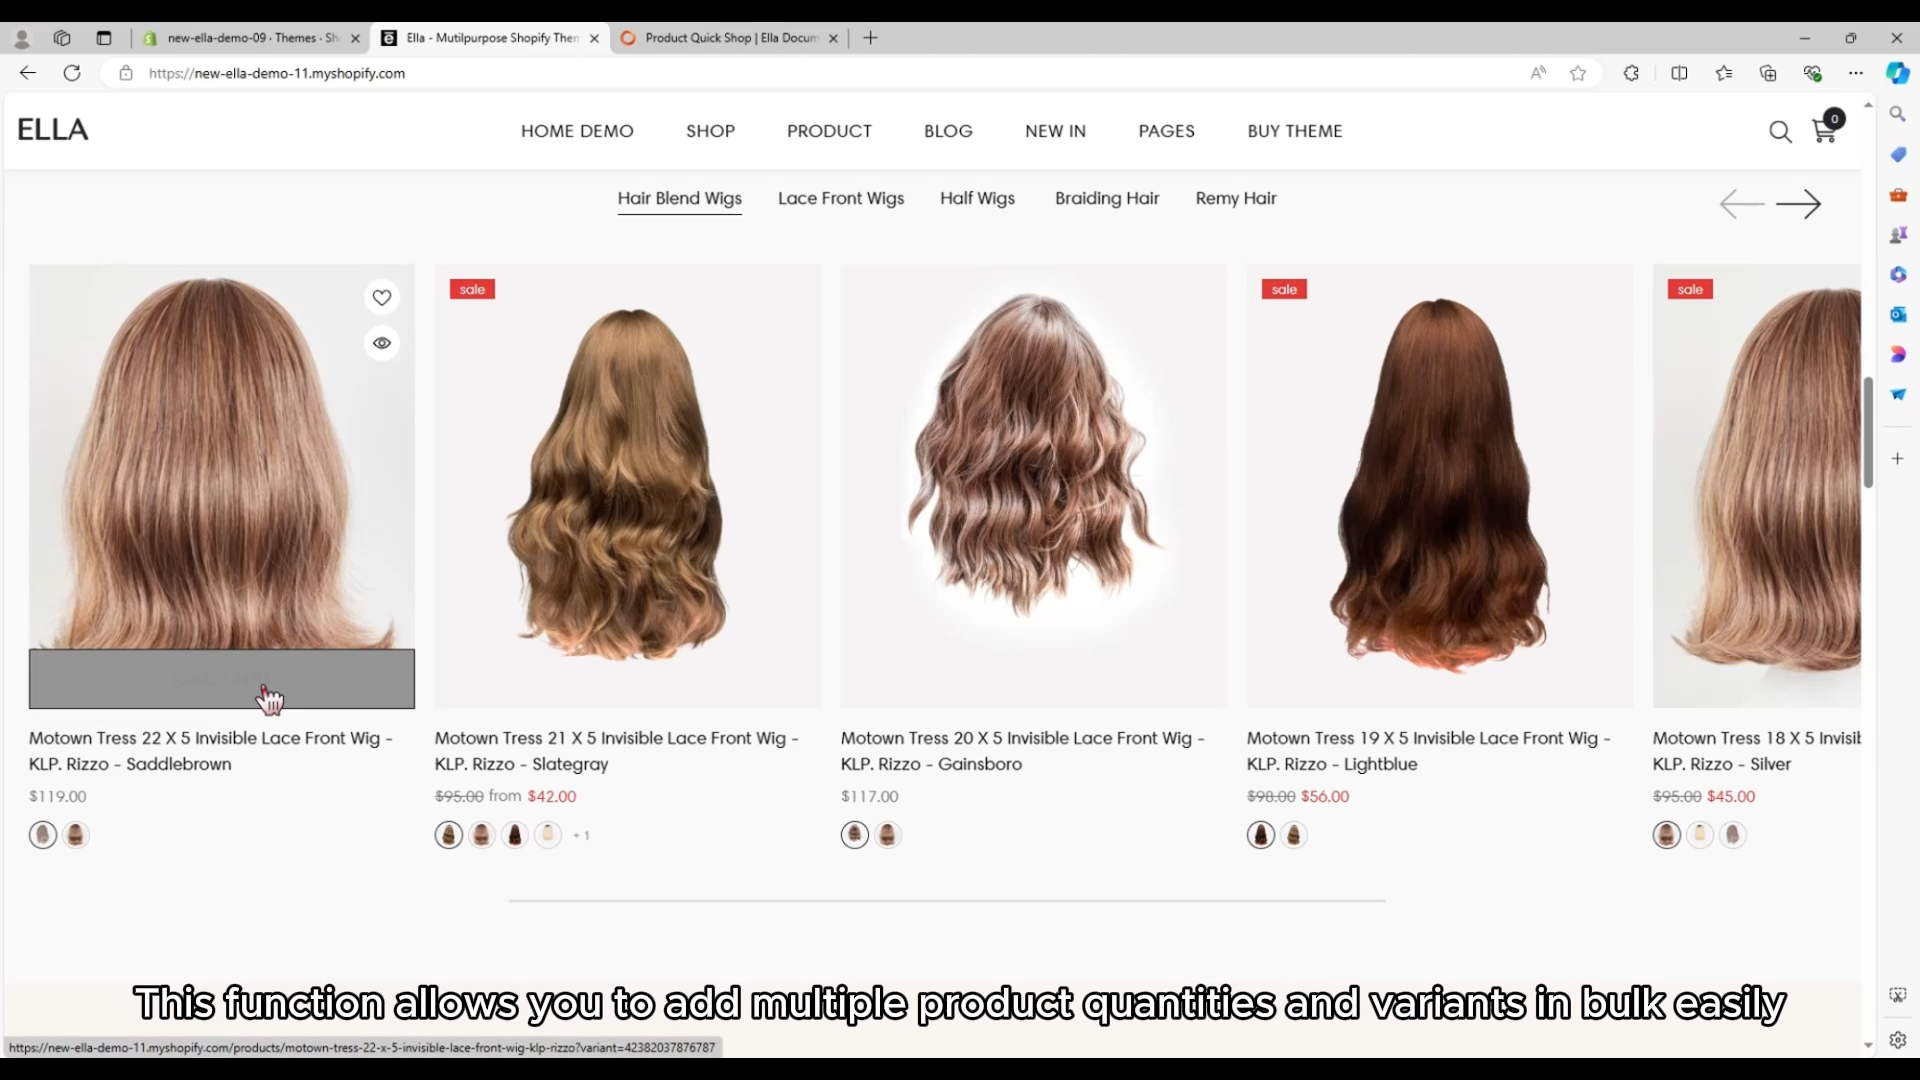 new-ella-demo-09 · Themes · Sh
Ella - Mutilpurpose Shopify Them
Product Quick Shop | Ella Docum
https://new-ella-demo-11.myshopify.com
ELLA
HOME DEMO
SHOP
PRODUCT
BLOG
NEW IN
PAGES
BUY THEME
0
Hair Blend Wigs
Lace Front Wigs
Half Wigs
Braiding Hair
Remy Hair
sale
sale
sale
Motown Tress 22 X 5 Invisible Lace Front Wig -
KLP. Rizzo - Saddlebrown
$119.00
Motown Tress 21 X 5 Invisible Lace Front Wig -
KLP. Rizzo - Slategray
$95.00 from $42.00
+ 1
Motown Tress 20 X 5 Invisible Lace Front Wig -
KLP. Rizzo - Gainsboro
$117.00
Motown Tress 19 X 5 Invisible Lace Front Wig -
KLP. Rizzo - Lightblue
$98.00 $56.00
Motown Tress 18 X 5 Invisib
KLP. Rizzo - Silver
$95.00 $45.00
This function allows you to add multiple product quantities and variants in bulk easily
https://new-ella-demo-11.myshopify.com/products/motown-tress-22-x-5-invisible-lace-front-wig-klp-rizzo?variant=42382037876787